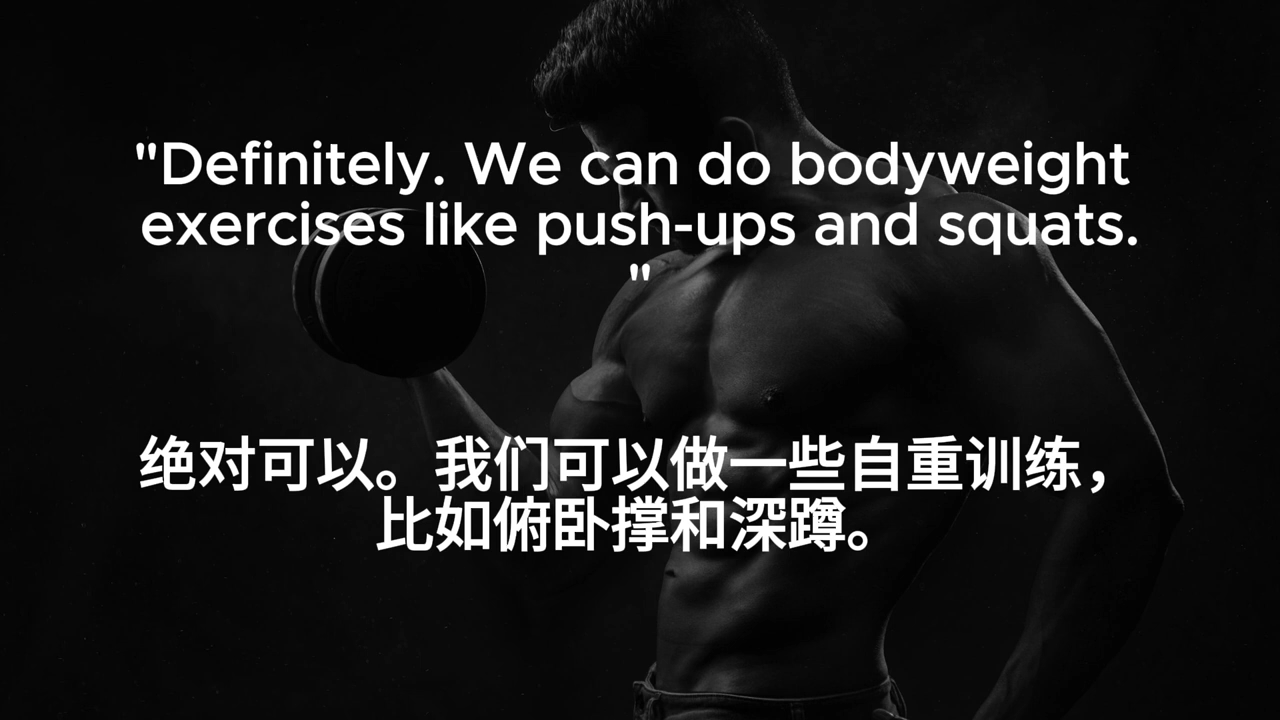 "Definitely. We can do bodyweight
exercises like push-ups and squats.
"
绝对可以。我们可以做一些自重训练，
比如俯卧撑和深蹲。